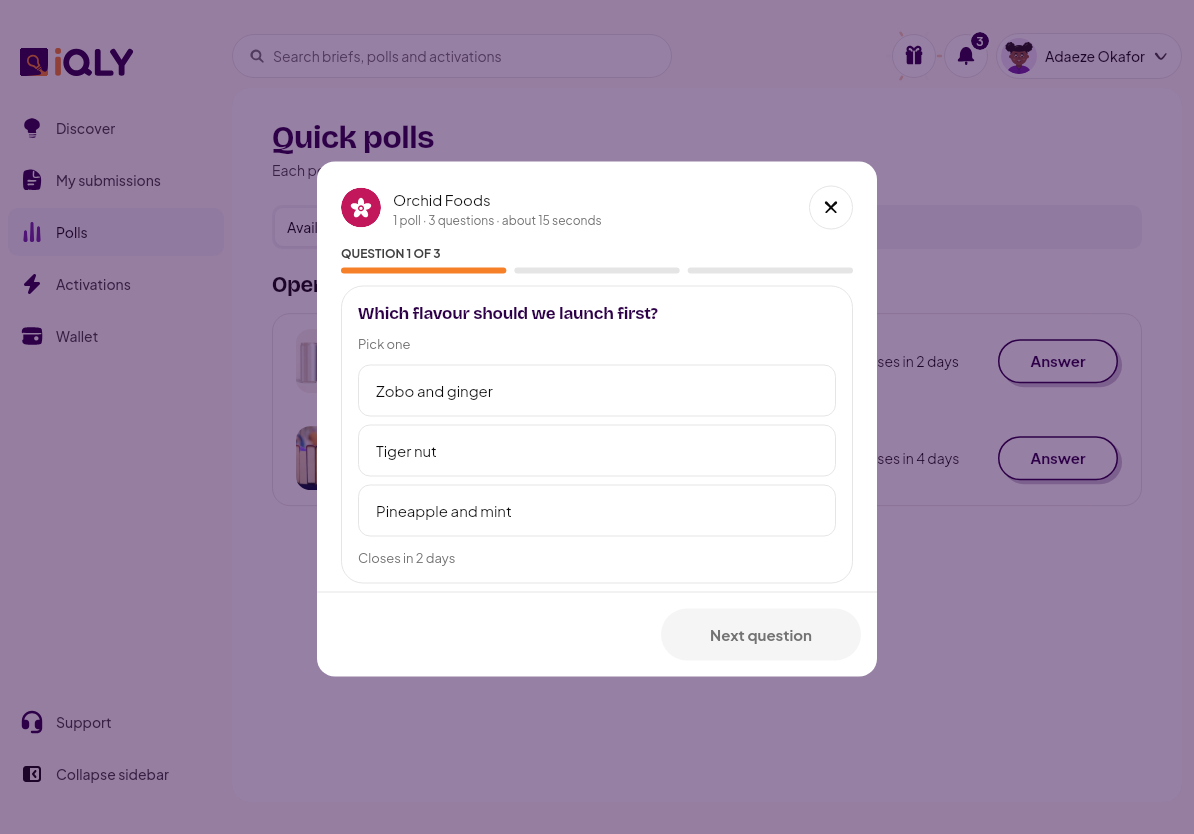 iQLY
Search briefs, polls and activations
3
Adaeze Okafor
Discover
My submissions
Polls
Activations
Wallet
Support
Collapse sidebar
Quick polls
Each
Orchid Foods
1 poll · 3 questions · about 15 seconds
QUESTION 1 OF 3
Which flavour should we launch first?
Pick one
Zobo and ginger
Tiger nut
Pineapple and mint
Closes in 2 days
Next question
in 2 days
Answer
in 4 days
Answer